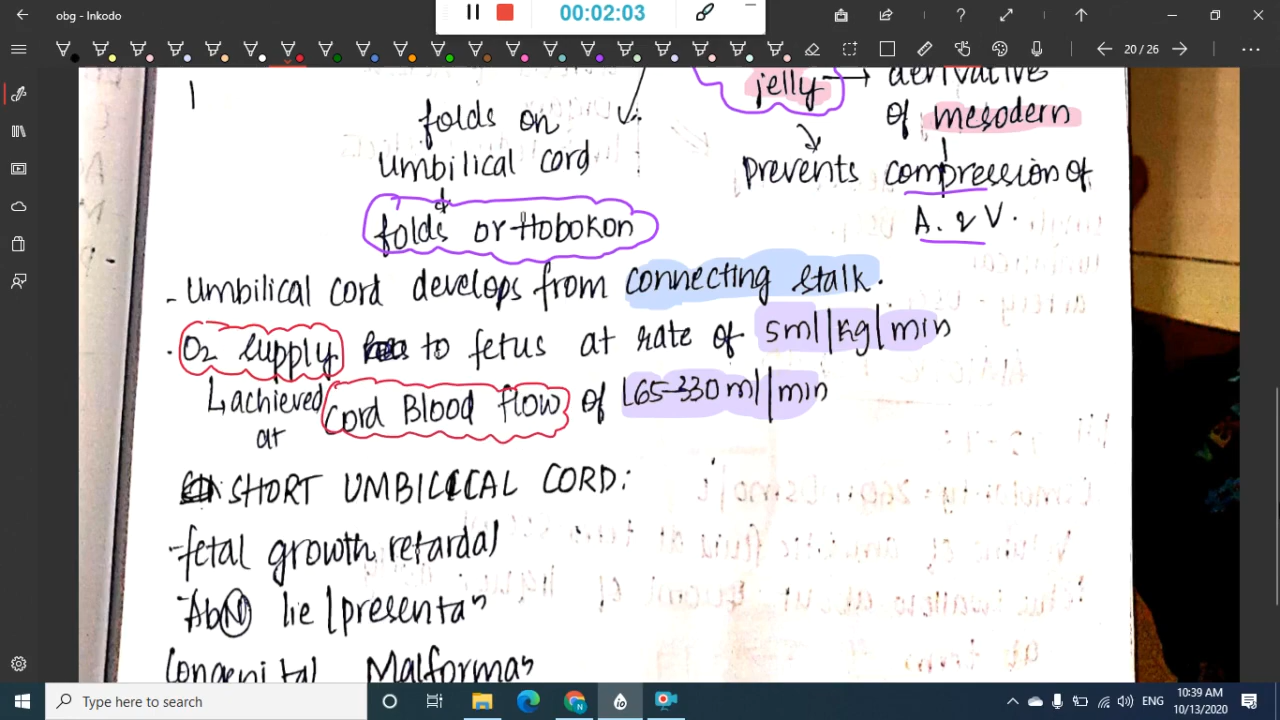 obg - Inkodo
00:02:03
20 / 26
folds on
umbilical cord
folds or Hobokon
jelly → derivative
of mesodern
prevents compression of
A. & V.
- Umbilical cord develops from connecting stalk.
· O2 supply to fetus at rate of 5ml/kg/min
↳ achieved at cord Blood flow of 165-330 ml/min
SHORT UMBILICAL CORD:
- fetal growth retardaⁿ
- AbⓃ lie / presentaⁿ
Congenital Malformaⁿ
Type here to search
ENG
10:39 AM
10/13/2020